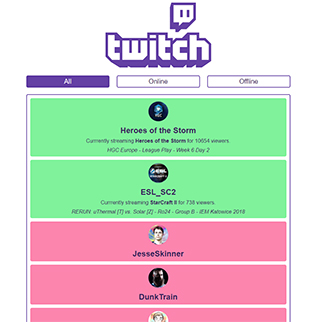 twitch
All
Online
Offline
HGC
Heroes of the Storm
Currently streaming Heroes of the Storm for 10654 viewers.
HGC Europe - League Play - Week 6 Day 2
ESL
ESL_SC2
Currently streaming StarCraft II for 738 viewers.
RERUN: uThermal [T] vs. Solar [Z] - Ro24 - Group B - IEM Katowice 2018
JesseSkinner
DunkTrain